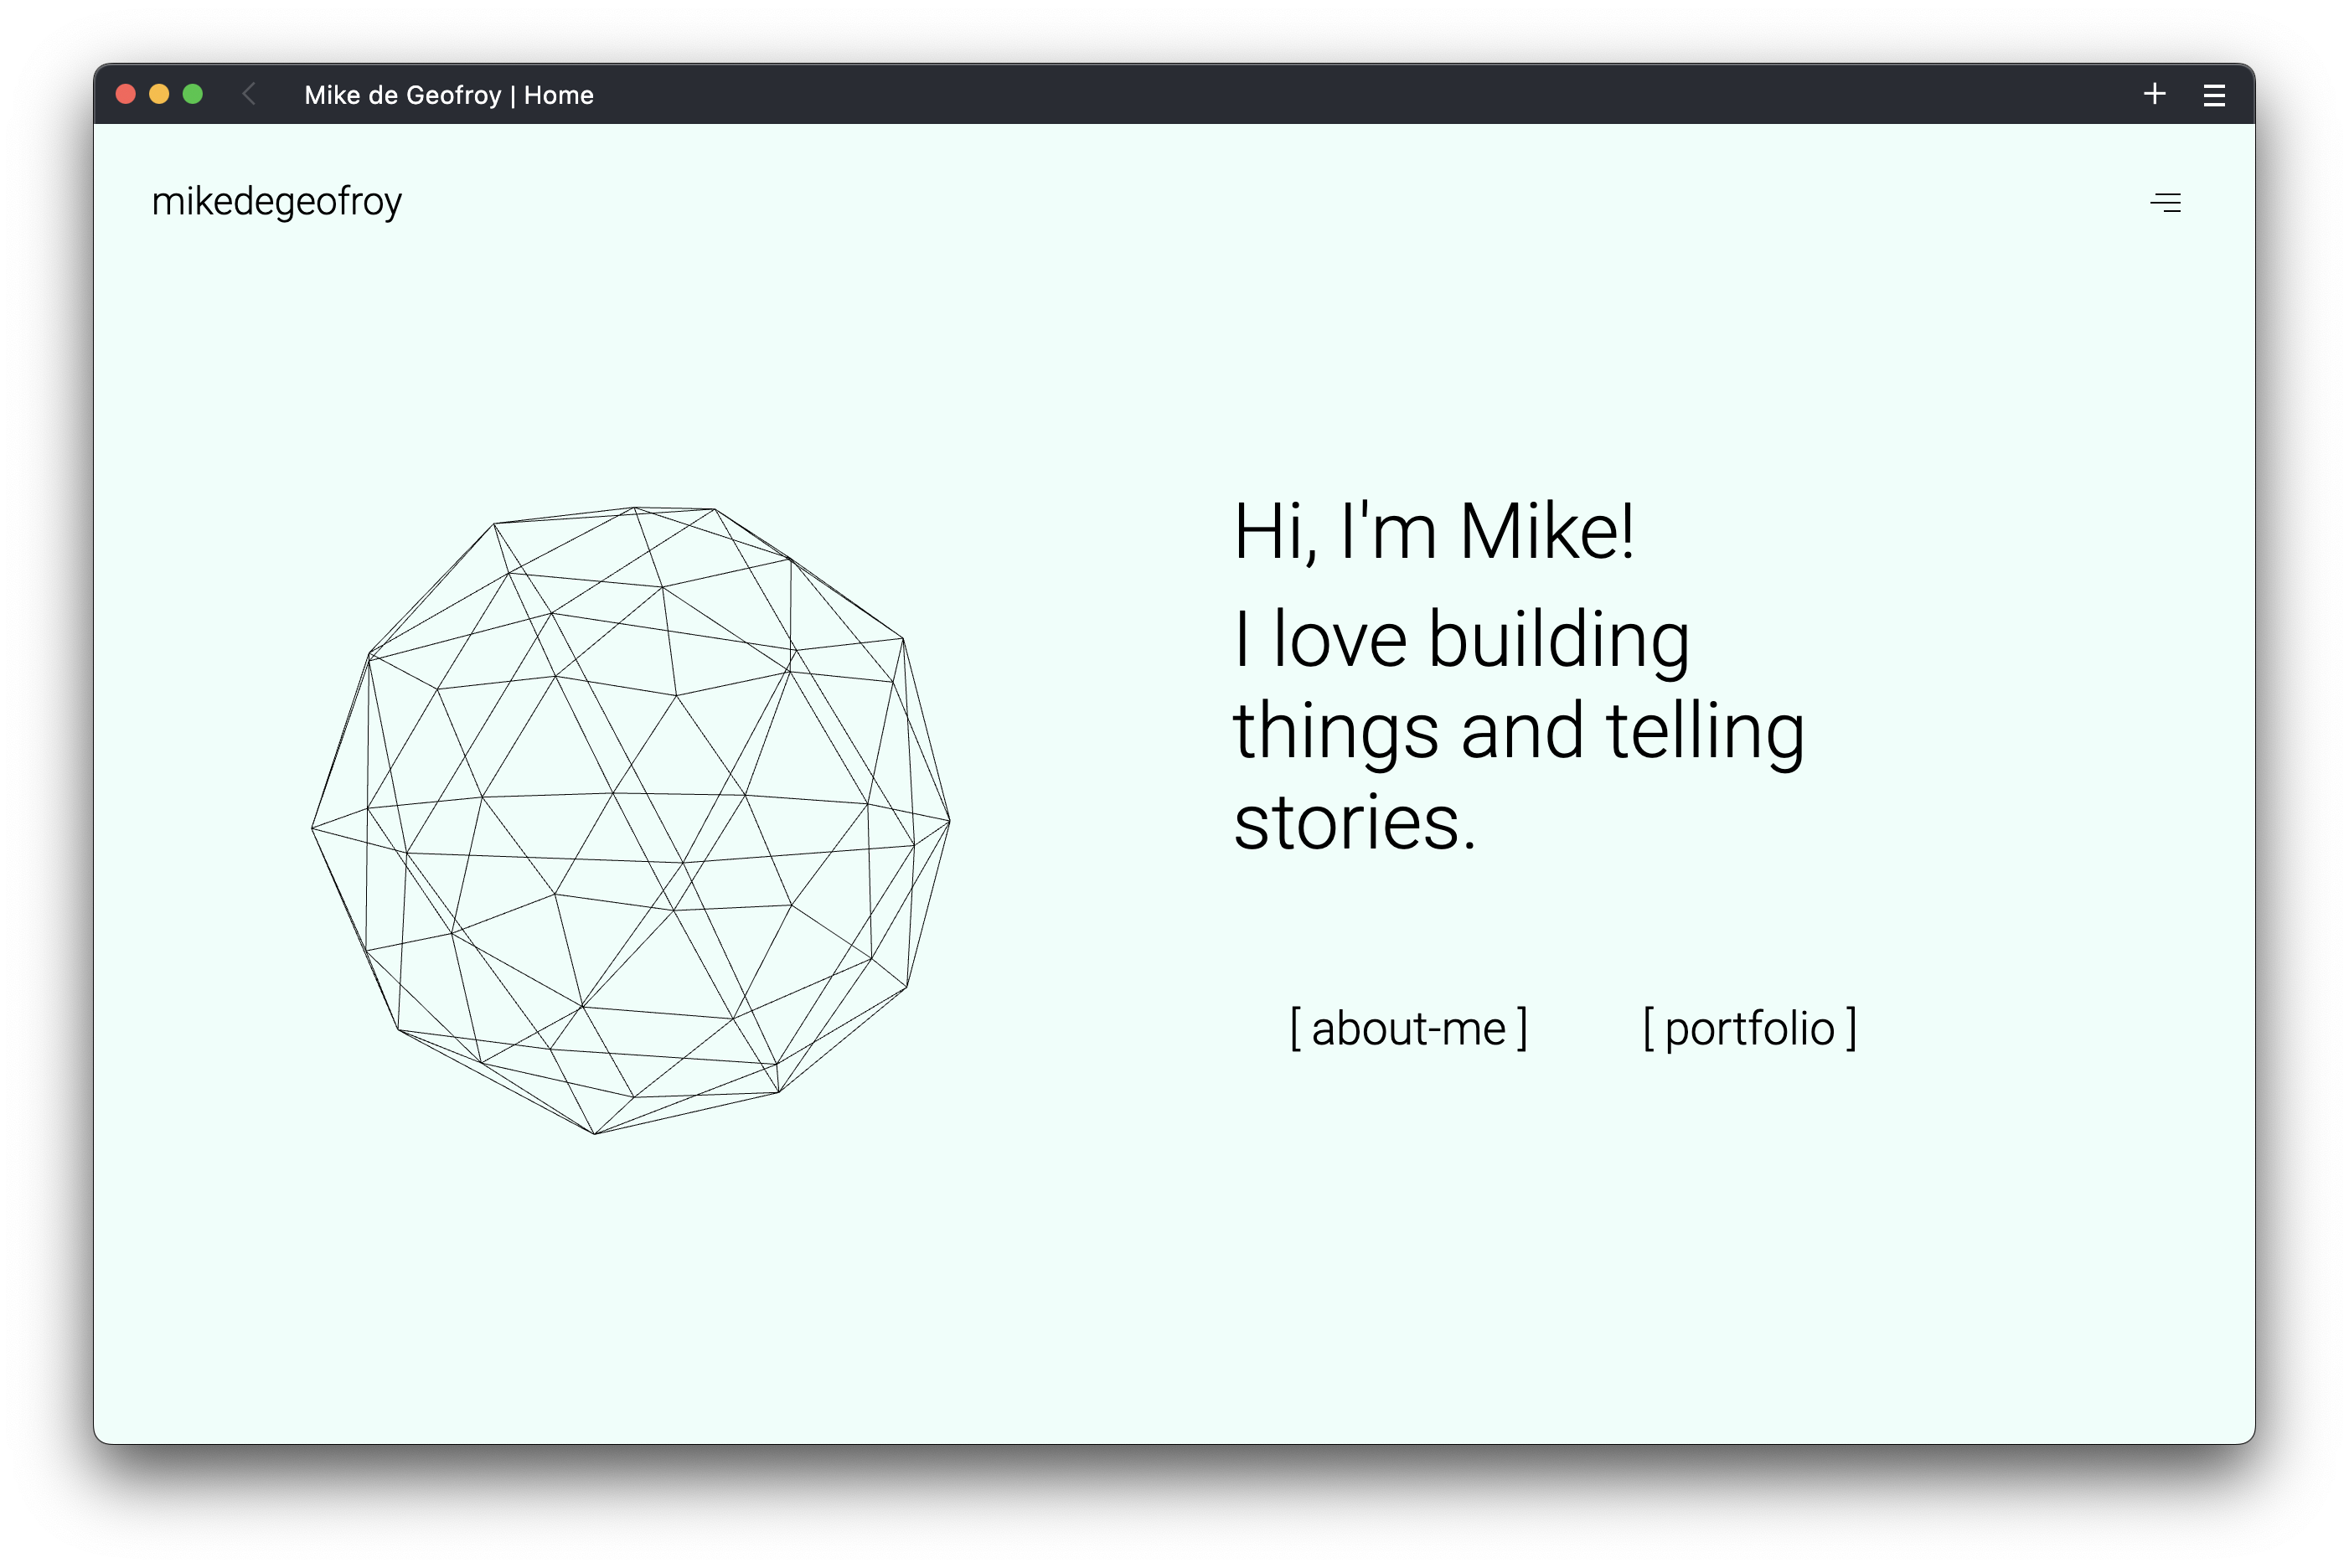 Mike de Geofroy | Home
mikedegeofroy
Hi, I'm Mike!
I love building
things and telling
stories.
[ about-me ] [ portfolio ]